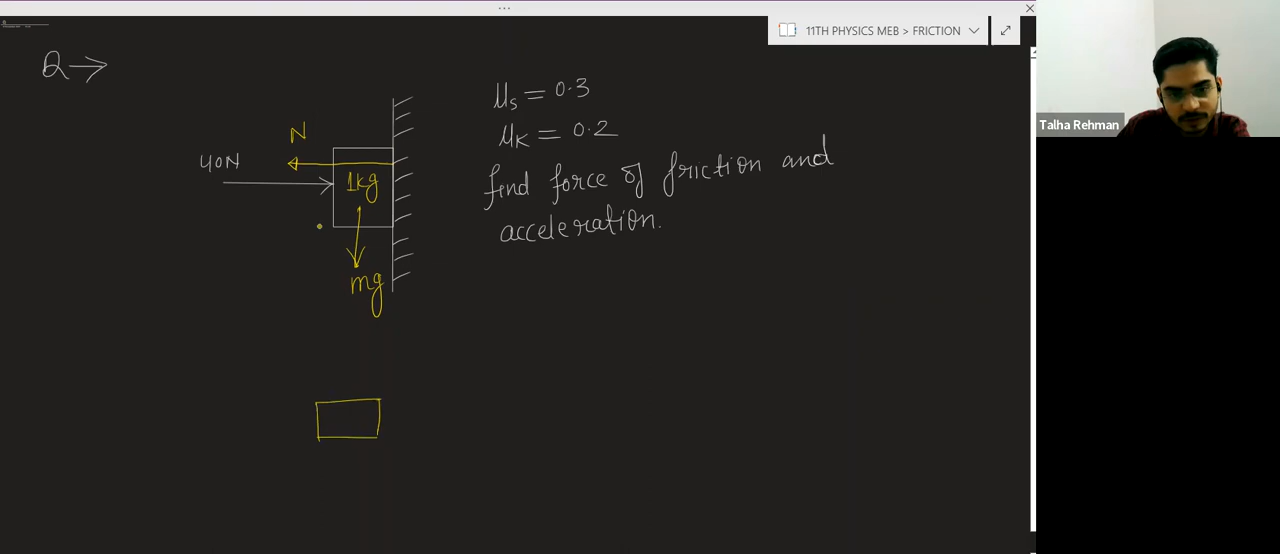 11TH PHYSICS MEB > FRICTION
Talha Rehman
Q →
μs = 0.3
μK = 0.2
find force of friction and
acceleration.
N
40N
1kg
mg